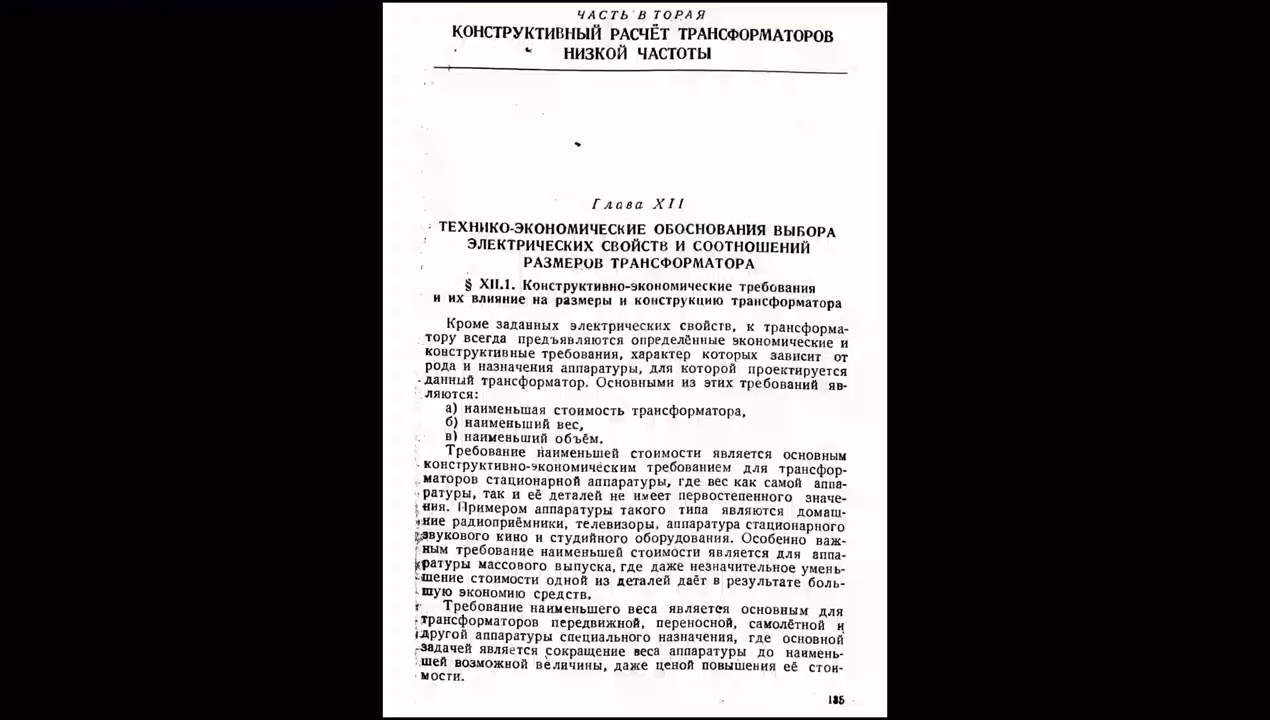 ЧАСТЬ ВТОРАЯ
КОНСТРУКТИВНЫЙ РАСЧЁТ ТРАНСФОРМАТОРОВ
НИЗКОЙ ЧАСТОТЫ
Глава XII
ТЕХНИКО-ЭКОНОМИЧЕСКИЕ ОБОСНОВАНИЯ ВЫБОРА
ЭЛЕКТРИЧЕСКИХ СВОЙСТВ И СООТНОШЕНИЙ
РАЗМЕРОВ ТРАНСФОРМАТОРА
§ XII.1. Конструктивно-экономические требования
и их влияние на размеры и конструкцию трансформатора
Кроме заданных электрических свойств, к трансформа-
тору всегда предъявляются определённые экономические и
конструктивные требования, характер которых зависит от
рода и назначения аппаратуры, для которой проектируется
данный трансформатор. Основными из этих требований яв-
ляются:
а) наименьшая стоимость трансформатора,
б) наименьший вес,
в) наименьший объём.
Требование наименьшей стоимости является основным
конструктивно-экономическим требованием для трансфор-
маторов стационарной аппаратуры, где вес как самой аппа-
ратуры, так и её деталей не имеет первостепенного значе-
ния. Примером аппаратуры такого типа являются домаш-
ние радиоприёмники, телевизоры, аппаратура стационарного
звукового кино и студийного оборудования. Особенно важ-
ным требование наименьшей стоимости является для аппа-
ратуры массового выпуска, где даже незначительное умень-
шение стоимости одной из деталей даёт в результате боль-
шую экономию средств.
Требование наименьшего веса является основным для
трансформаторов передвижной, переносной, самолётной и
другой аппаратуры специального назначения, где основной
задачей является сокращение веса аппаратуры до наимень-
шей возможной величины, даже ценой повышения её стои-
мости.
185